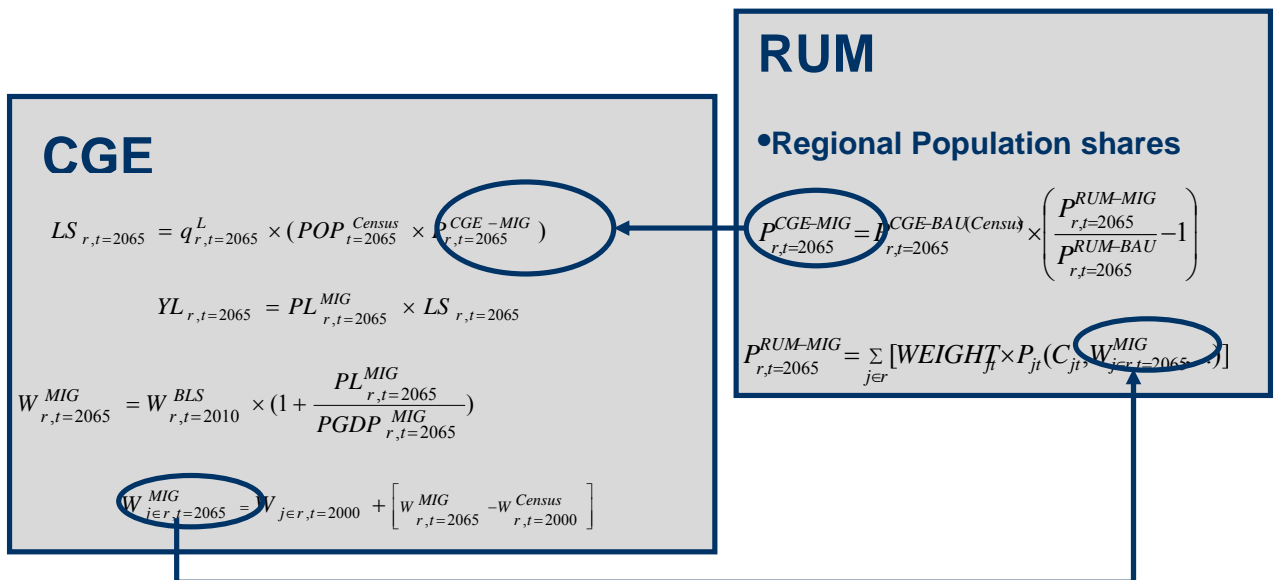 CGE
LS_{r,t=2065} = q^{L}_{r,t=2065} × (POP^{Census}_{t=2065} × P^{CGE-MIG}_{r,t=2065})
YL_{r,t=2065} = PL^{MIG}_{r,t=2065} × LS_{r,t=2065}
W^{MIG}_{r,t=2065} = W^{BLS}_{r,t=2010} × (1 + PL^{MIG}_{r,t=2065} / PGDP^{MIG}_{r,t=2065})
W^{MIG}_{j∈r,t=2065} = W_{j∈r,t=2000} + [W^{MIG}_{r,t=2065} − W^{Census}_{r,t=2000}]
RUM
•Regional Population shares
P^{CGE-MIG}_{r,t=2065} = P^{CGE-BAU(Census)}_{r,t=2065} × (P^{RUM-MIG}_{r,t=2065} / P^{RUM-BAU}_{r,t=2065} − 1)
P^{RUM-MIG}_{r,t=2065} = Σ_{j∈r} [WEIGHT_{jt} × P_{jt}(C_{jt}, W^{MIG}_{j∈r,t=2065}...)]